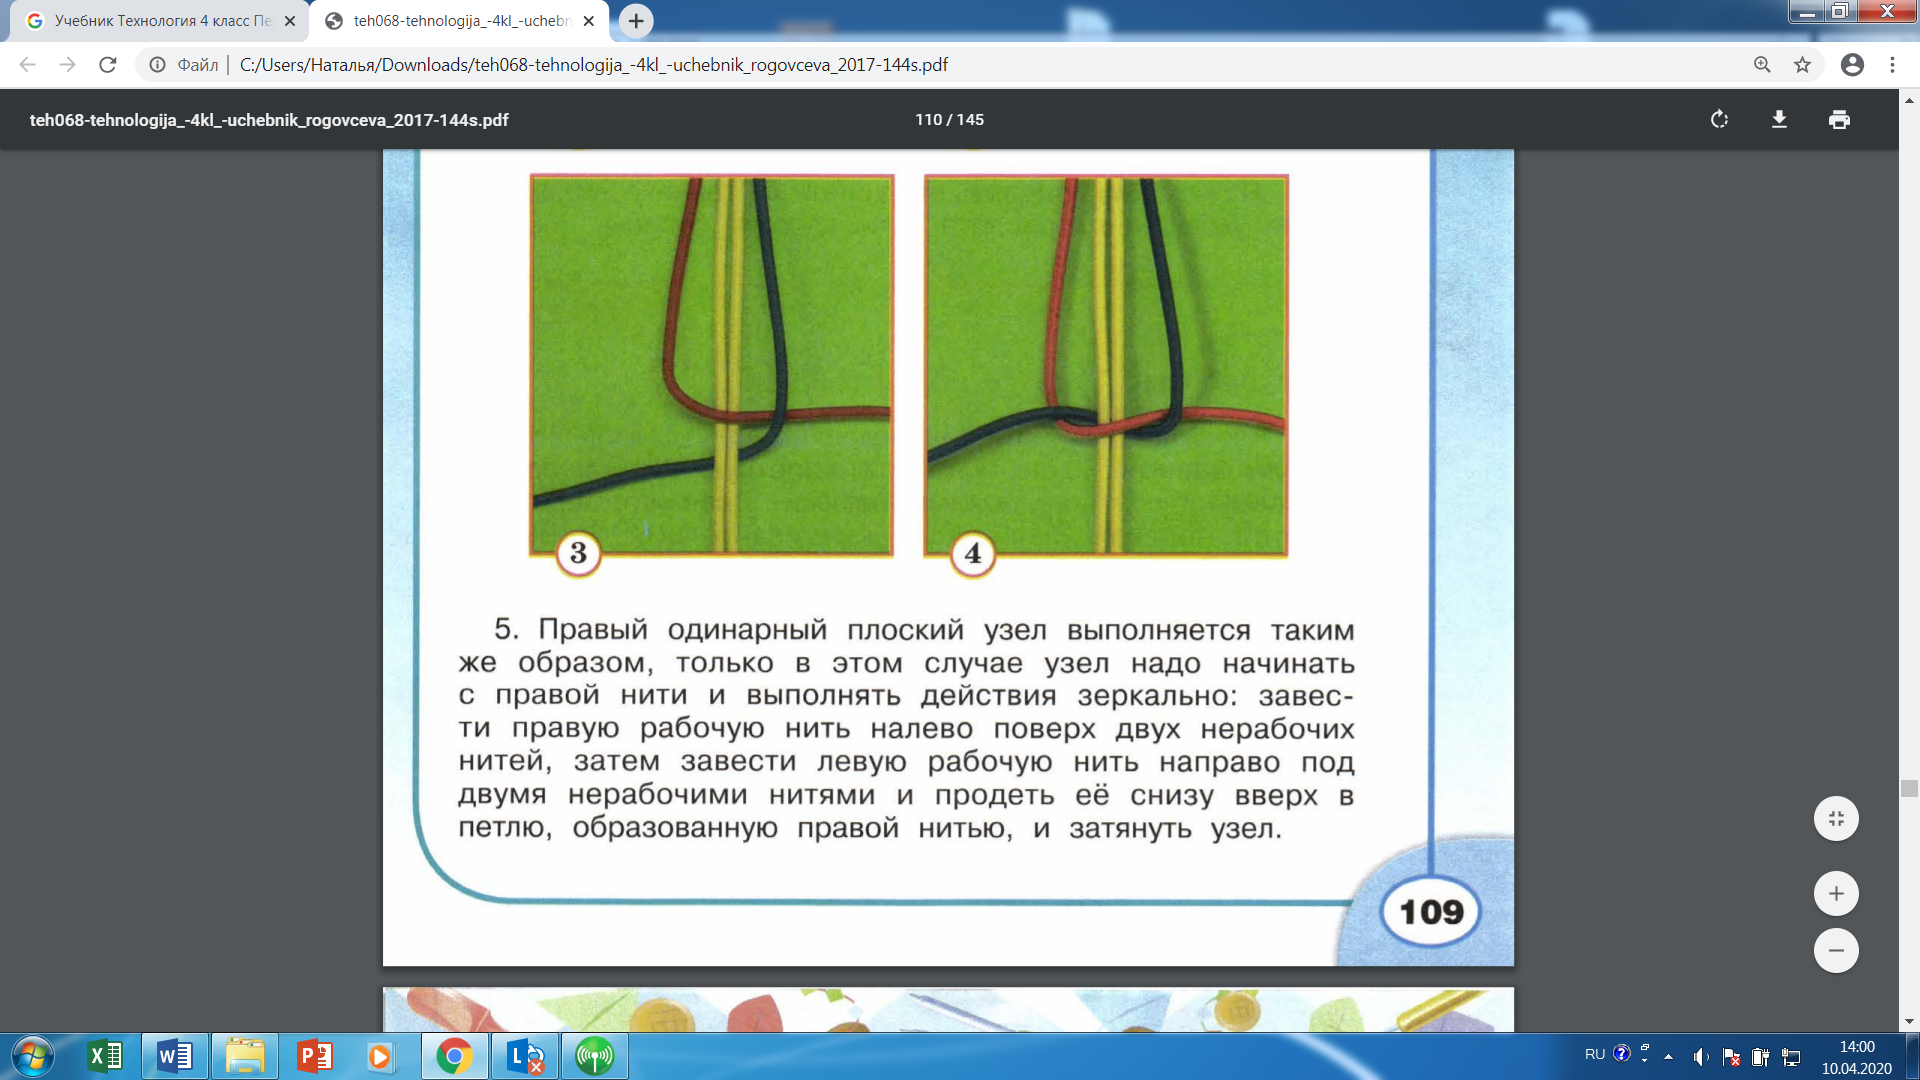 Учебник Технология 4 класс Пе
teh068-tehnologija_-4kl_-uchebn
Файл
C:/Users/Наталья/Downloads/teh068-tehnologija_-4kl_-uchebnik_rogovceva_2017-144s.pdf
teh068-tehnologija_-4kl_-uchebnik_rogovceva_2017-144s.pdf
110 / 145
3
4
5. Правый одинарный плоский узел выполняется таким
же образом, только в этом случае узел надо начинать
с правой нити и выполнять действия зеркально: завес-
ти правую рабочую нить налево поверх двух нерабочих
нитей, затем завести левую рабочую нить направо под
двумя нерабочими нитями и продеть её снизу вверх в
петлю, образованную правой нитью, и затянуть узел.
109
RU
14:00
10.04.2020